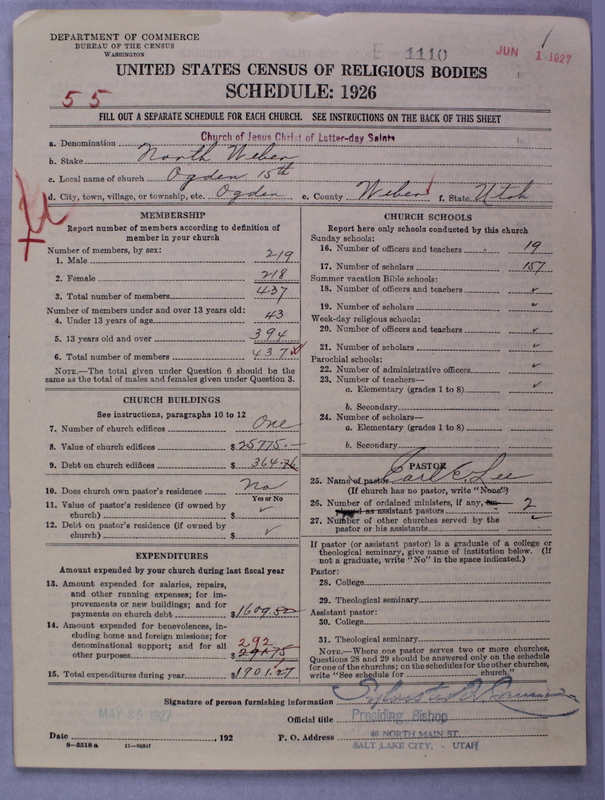 DEPARTMENT OF COMMERCE
BUREAU OF THE CENSUS
WASHINGTON
E 1110
JUN 1 1927
UNITED STATES CENSUS OF RELIGIOUS BODIES
SCHEDULE: 1926
55
FILL OUT A SEPARATE SCHEDULE FOR EACH CHURCH. SEE INSTRUCTIONS ON THE BACK OF THIS SHEET
a. Denomination Church of Jesus Christ of Latter-day Saints
b. Stake North Weber
c. Local name of church Ogden 15th
d. City, town, village, or township, etc. Ogden e. County Weber f. State Utah
MEMBERSHIP
Report number of members according to definition of
member in your church
Number of members, by sex:
1. Male 219
2. Female 218
3. Total number of members 437
Number of members under and over 13 years old:
4. Under 13 years of age 43
5. 13 years old and over 394
6. Total number of members 437
NOTE.—The total given under Question 6 should be the
same as the total of males and females given under Question 3.
CHURCH BUILDINGS
See instructions, paragraphs 10 to 12
7. Number of church edifices One
8. Value of church edifices $25775.—
9. Debt on church edifices $364.76
10. Does church own pastor's residence No
Yes or No
11. Value of pastor's residence (if owned by
church) $ ✓
12. Debt on pastor's residence (if owned by
church) $ ✓
EXPENDITURES
Amount expended by your church during last fiscal year
13. Amount expended for salaries, repairs,
and other running expenses; for im-
provements or new buildings; and for
payments on church debt $1609.52
14. Amount expended for benevolences, in-
cluding home and foreign missions; for
denominational support; and for all
other purposes 292 $291.75
15. Total expenditures during year $1901.27
CHURCH SCHOOLS
Report here only schools conducted by this church
Sunday schools:
16. Number of officers and teachers 19
17. Number of scholars 157
Summer vacation Bible schools:
18. Number of officers and teachers ✓
19. Number of scholars ✓
Week-day religious schools:
20. Number of officers and teachers ✓
21. Number of scholars ✓
Parochial schools:
22. Number of administrative officers ✓
23. Number of teachers—
a. Elementary (grades 1 to 8) ✓
b. Secondary
24. Number of scholars—
a. Elementary (grades 1 to 8)
b. Secondary
PASTOR
25. Name of pastor Earl E. Lee
(If church has no pastor, write "None")
26. Number of ordained ministers, if any,
as assistant pastors 2
27. Number of other churches served by the
pastor or his assistants ✓
If pastor (or assistant pastor) is a graduate of a college or
theological seminary, give name of institution below. (If
not a graduate, write "No" in the space indicated.)
Pastor:
28. College
29. Theological seminary
Assistant pastor:
30. College
31. Theological seminary
NOTE.—Where one pastor serves two or more churches,
Questions 28 and 29 should be answered only on the schedule
for one of the churches; on the schedules for the other churches,
write "See schedule for church."
Signature of person furnishing information
MAY 1927
Official title Presiding Bishop
Date , 192 P. O. Address 40 NORTH MAIN ST.
SALT LAKE CITY, UTAH
8—5518 a